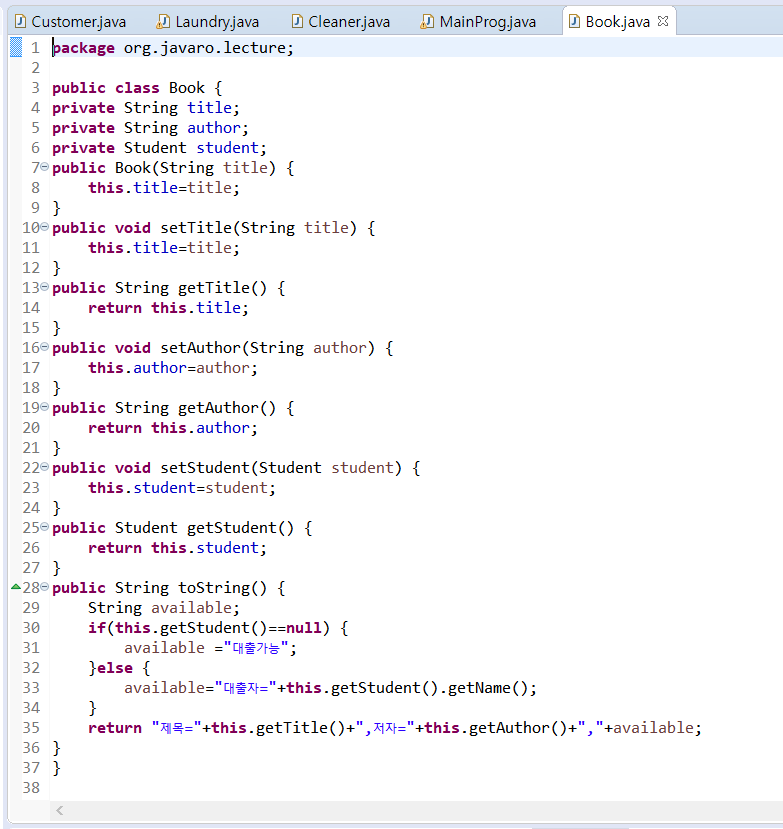 Customer.java Laundry.java Cleaner.java MainProg.java Book.java
1 package org.javaro.lecture;
2
3 public class Book {
4 private String title;
5 private String author;
6 private Student student;
7 public Book(String title) {
8     this.title=title;
9 }
10 public void setTitle(String title) {
11     this.title=title;
12 }
13 public String getTitle() {
14     return this.title;
15 }
16 public void setAuthor(String author) {
17     this.author=author;
18 }
19 public String getAuthor() {
20     return this.author;
21 }
22 public void setStudent(Student student) {
23     this.student=student;
24 }
25 public Student getStudent() {
26     return this.student;
27 }
28 public String toString() {
29     String available;
30     if(this.getStudent()==null) {
31         available ="대출가능";
32     }else {
33         available="대출자="+this.getStudent().getName();
34     }
35     return "제목="+this.getTitle()+",저자="+this.getAuthor()+","+available;
36 }
37 }
38